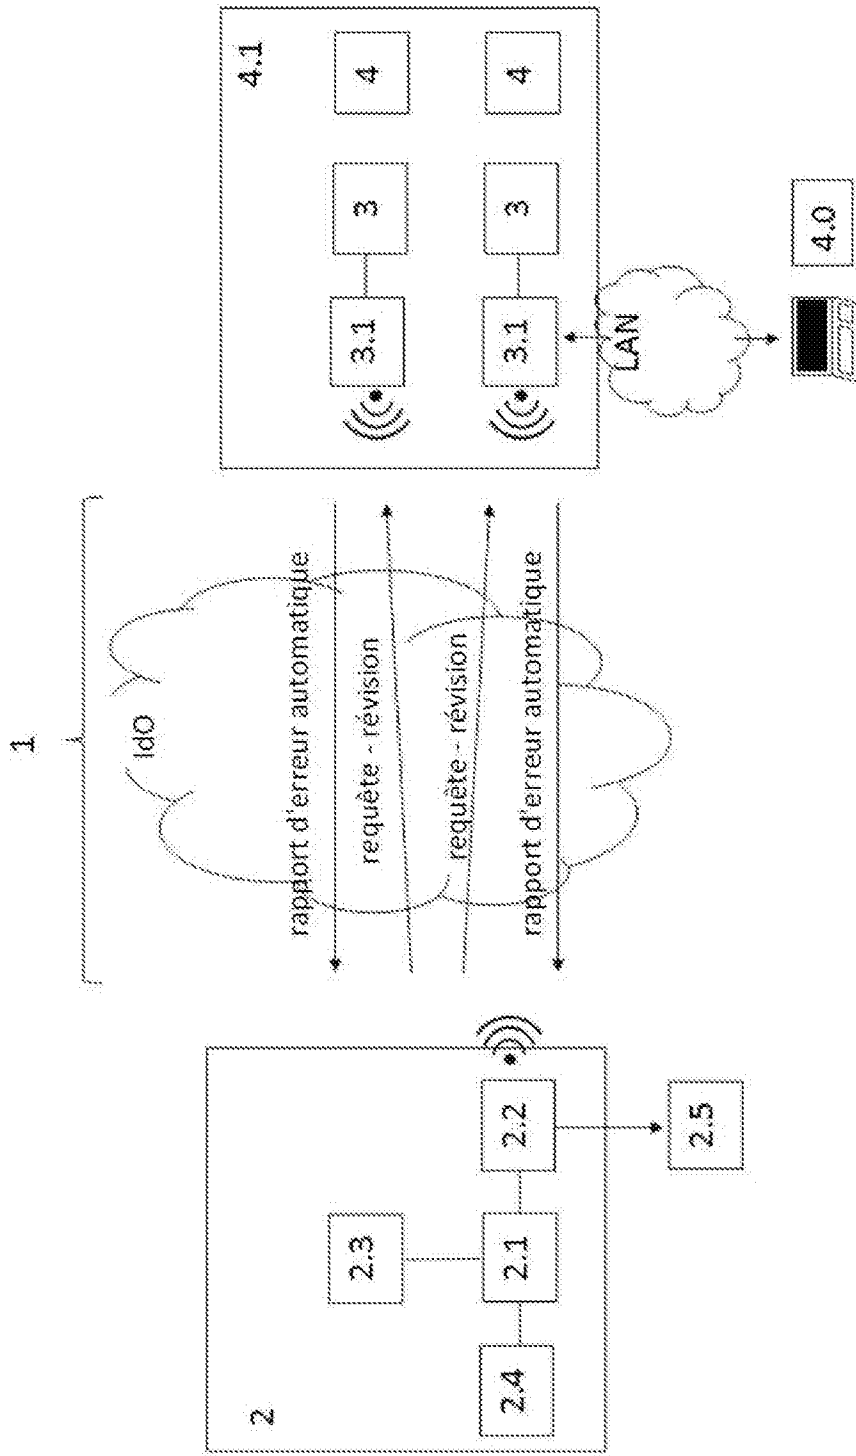 1
IdO
rapport d'erreur automatique
requête - révision
requête - révision
rapport d'erreur automatique
2
2.3
2.4
2.1
2.2
2.5
4.1
3.1
3
4
3.1
3
4
LAN
4.0